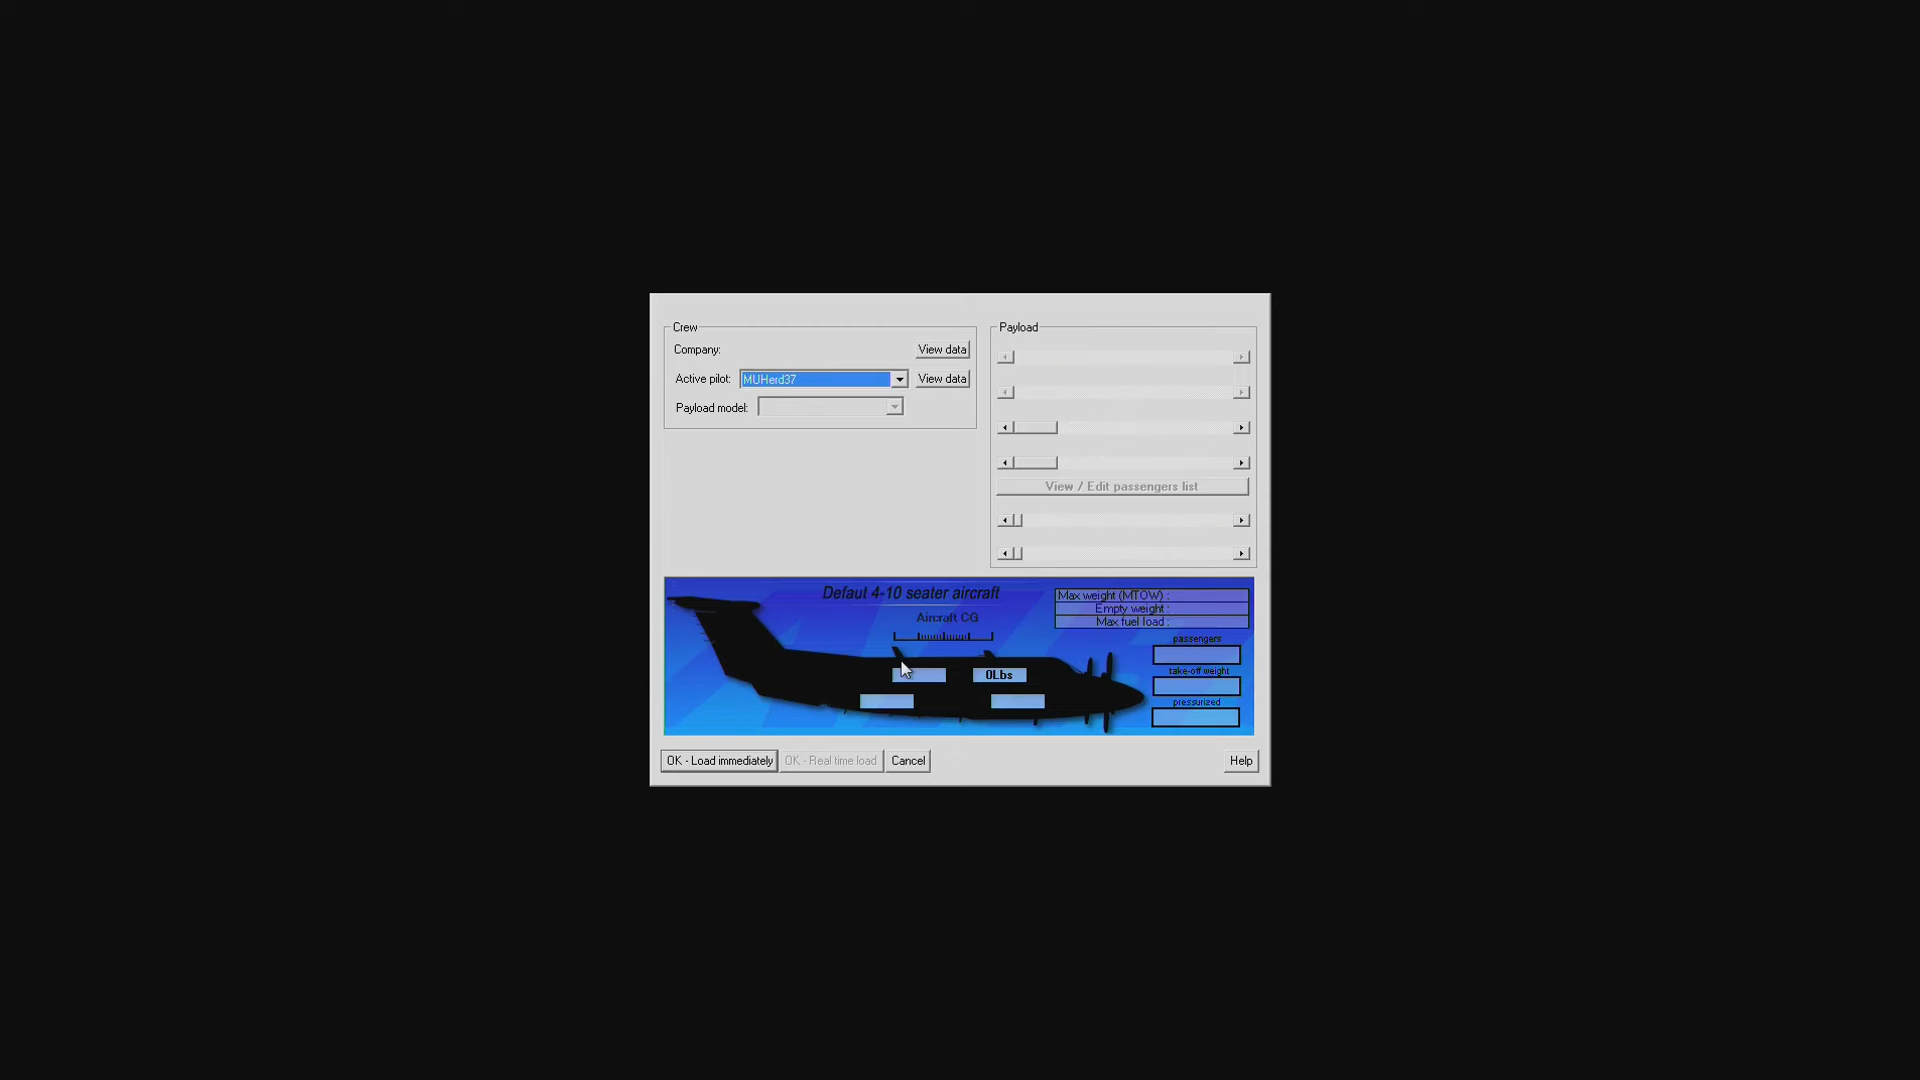 Crew
Company:
View data
Active pilot:
MUHerd37
View data
Payload model:
Payload
View / Edit passengers list
Defaut 4-10 seater aircraft
Aircraft CG
Max weight (MTOW) :
Empty weight :
Max fuel load :
passengers
take-off weight
pressurized
0Lbs
OK - Load immediately
OK - Real time load
Cancel
Help